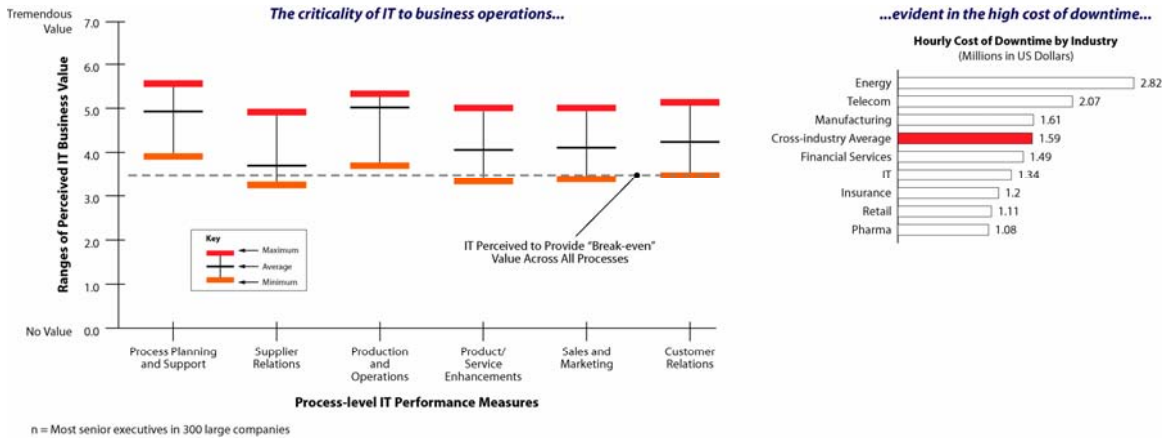 The criticality of IT to business operations...
Tremendous
Value
7.0
6.0
5.0
4.0
3.0
2.0
1.0
No Value 0.0
Ranges of Perceived IT Business Value
Key
Maximum
Average
Minimum
IT Perceived to Provide "Break-even"
Value Across All Processes
Process Planning
and Support
Supplier
Relations
Production
and
Operations
Product/
Service
Enhancements
Sales and
Marketing
Customer
Relations
Process-level IT Performance Measures
n = Most senior executives in 300 large companies
...evident in the high cost of downtime...
Hourly Cost of Downtime by Industry
(Millions in US Dollars)
Energy 2.82
Telecom 2.07
Manufacturing 1.61
Cross-industry Average 1.59
Financial Services 1.49
IT 1.34
Insurance 1.2
Retail 1.11
Pharma 1.08